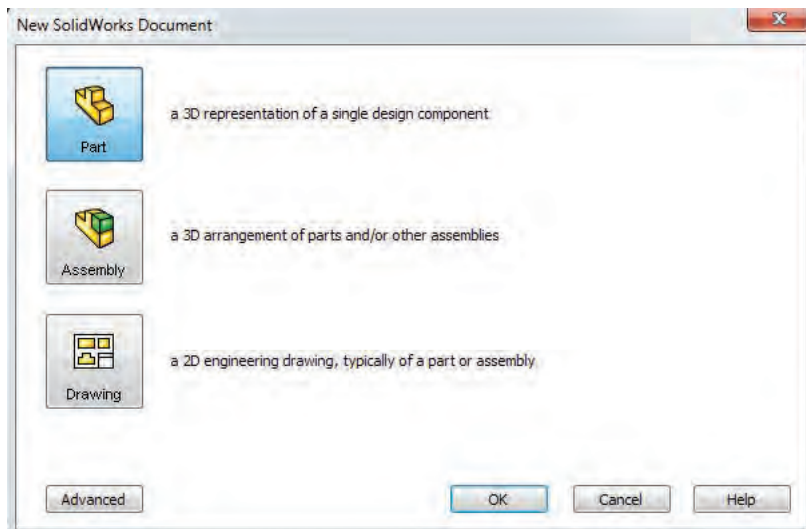 New SolidWorks Document
Part
a 3D representation of a single design component
Assembly
a 3D arrangement of parts and/or other assemblies
Drawing
a 2D engineering drawing, typically of a part or assembly
Advanced
OK
Cancel
Help